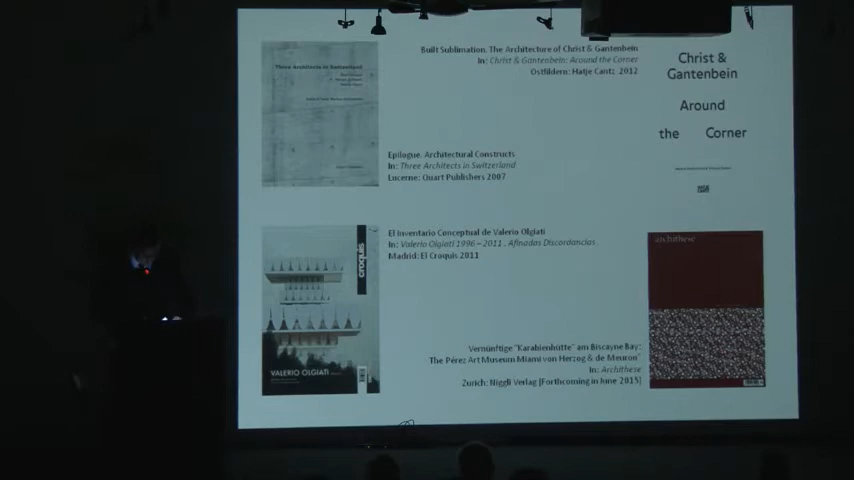 Three Architects in Switzerland
Built Sublimation. The Architecture of Christ & Gantenbein
In: Christ & Gantenbein: Around the Corner
Ostfildern: Hatje Cantz, 2012
Christ &
Gantenbein
Around
the Corner
Epilogue. Architectural Constructs
In: Three Architects in Switzerland
Lucerne: Quart Publishers 2007
croquis
VALERIO OLGIATI
El Inventario Conceptual de Valerio Olgiati
In: Valerio Olgiati 1996 – 2011. Afinadas Discordancias.
Madrid: El Croquis 2011
archithese
Vernünftige "Karabienhütte" am Biscayne Bay:
The Pérez Art Museum Miami von Herzog & de Meuron"
In: Archithese
Zurich: Niggli Verlag [Forthcoming in June 2015]